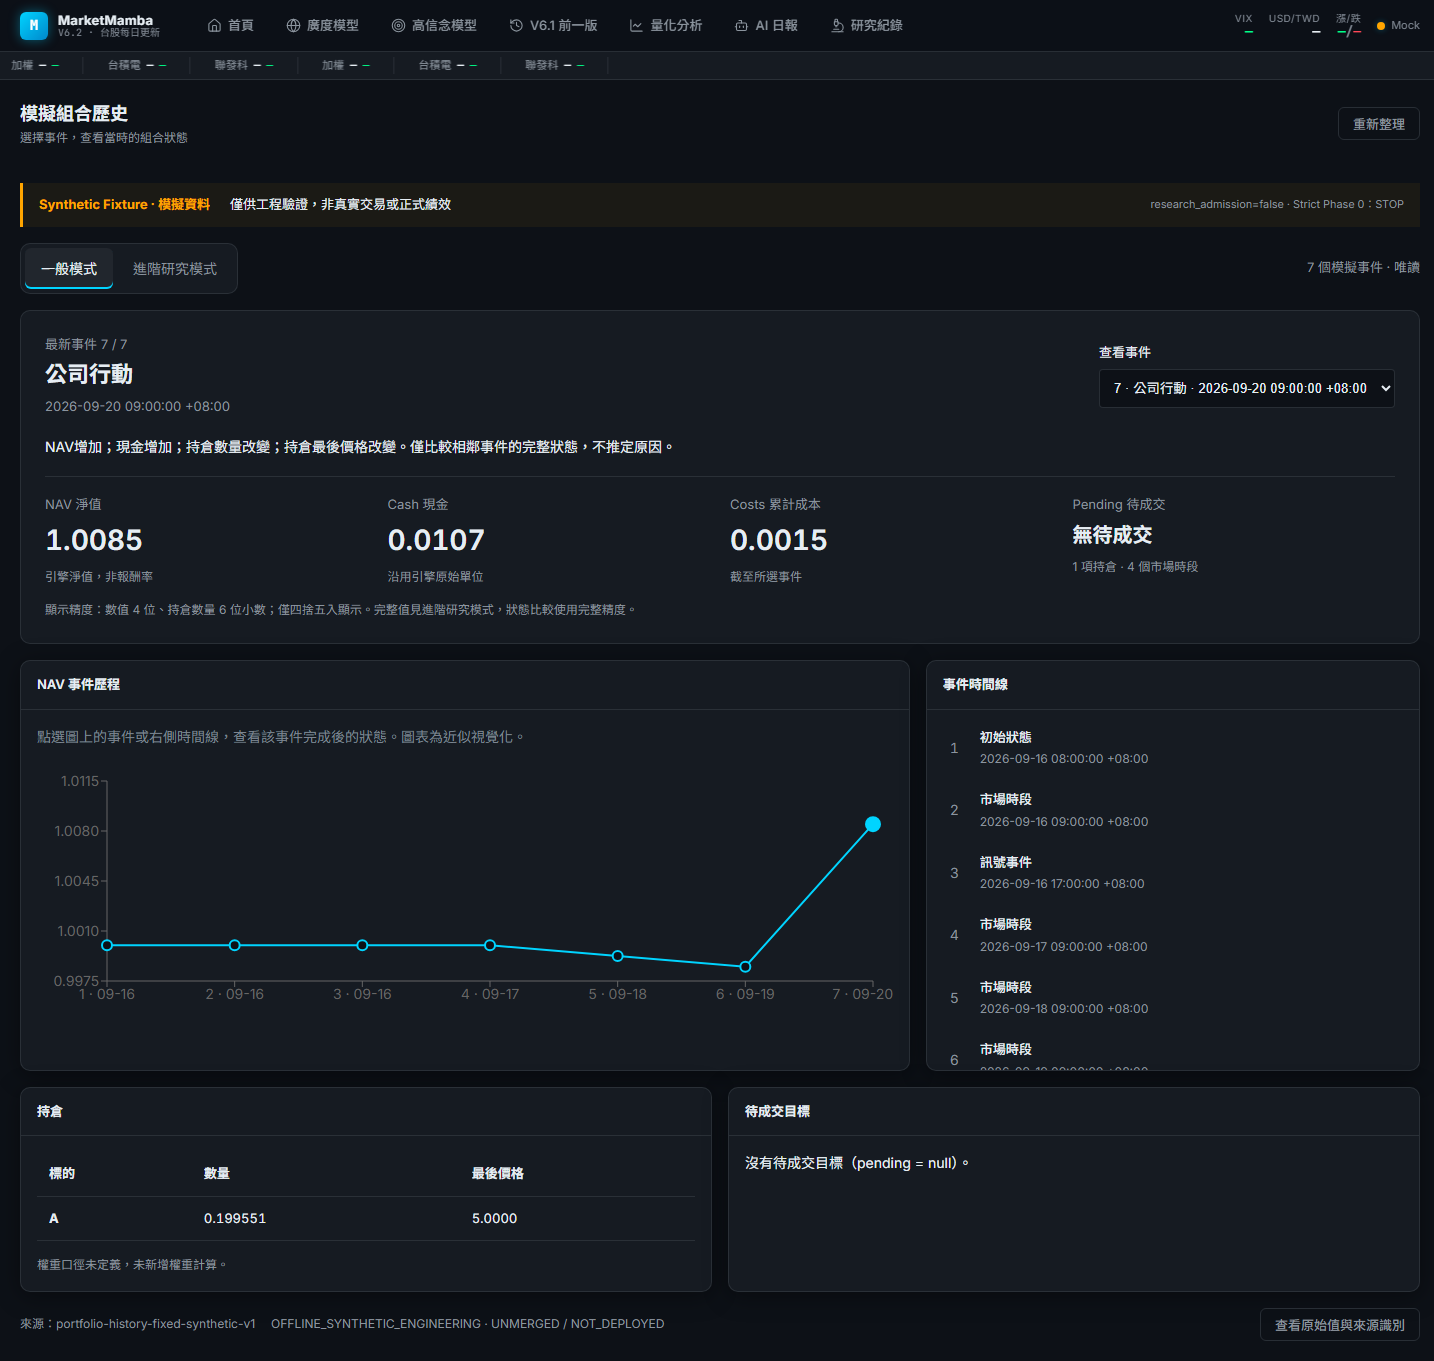 M MarketMamba
V6.2 · 台股每日更新
首頁 廣度模型 高信念模型 V6.1 前一版 量化分析 AI 日報 研究紀錄
VIX USD/TWD 漲/跌 Mock
— — —/—
加權 — — 台積電 — — 聯發科 — — 加權 — — 台積電 — — 聯發科 — —
模擬組合歷史
選擇事件，查看當時的組合狀態
重新整理
Synthetic Fixture · 模擬資料 僅供工程驗證，非真實交易或正式績效 research_admission=false · Strict Phase 0：STOP
一般模式 進階研究模式 7 個模擬事件 · 唯讀
最新事件 7 / 7
公司行動
2026-09-20 09:00:00 +08:00
查看事件
7 · 公司行動 · 2026-09-20 09:00:00 +08:00
NAV增加；現金增加；持倉數量改變；持倉最後價格改變。僅比較相鄰事件的完整狀態，不推定原因。
NAV 淨值 Cash 現金 Costs 累計成本 Pending 待成交
1.0085 0.0107 0.0015 無待成交
引擎淨值，非報酬率 沿用引擎原始單位 截至所選事件 1 項持倉 · 4 個市場時段
顯示精度：數值 4 位、持倉數量 6 位小數；僅四捨五入顯示。完整值見進階研究模式，狀態比較使用完整精度。
NAV 事件歷程
點選圖上的事件或右側時間線，查看該事件完成後的狀態。圖表為近似視覺化。
1.0115
1.0080
1.0045
1.0010
0.9975
1 · 09-16 2 · 09-16 3 · 09-16 4 · 09-17 5 · 09-18 6 · 09-19 7 · 09-20
事件時間線
1 初始狀態
2026-09-16 08:00:00 +08:00
2 市場時段
2026-09-16 09:00:00 +08:00
3 訊號事件
2026-09-16 17:00:00 +08:00
4 市場時段
2026-09-17 09:00:00 +08:00
5 市場時段
2026-09-18 09:00:00 +08:00
6 市場時段
2026-09-19 09:00:00 +08:00
持倉
標的 數量 最後價格
A 0.199551 5.0000
權重口徑未定義，未新增權重計算。
待成交目標
沒有待成交目標（pending = null）。
來源：portfolio-history-fixed-synthetic-v1 OFFLINE_SYNTHETIC_ENGINEERING · UNMERGED / NOT_DEPLOYED
查看原始值與來源識別